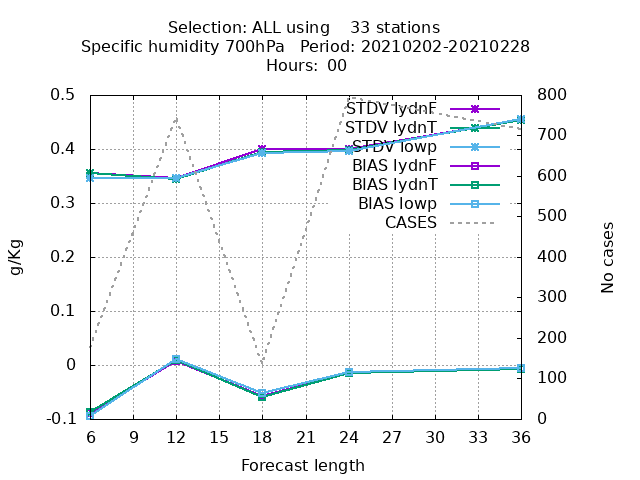 Selection: ALL using    33 stations
Specific humidity 700hPa   Period: 20210202-20210228
Hours: 00
0.5
0.4
0.3
0.2
0.1
0
-0.1
g/Kg
STDV lydnF
STDV lydnT
STDV lowp
BIAS lydnF
BIAS lydnT
BIAS lowp
CASES
800
700
600
500
400
300
200
100
0
No cases
6 9 12 15 18 21 24 27 30 33 36
Forecast length